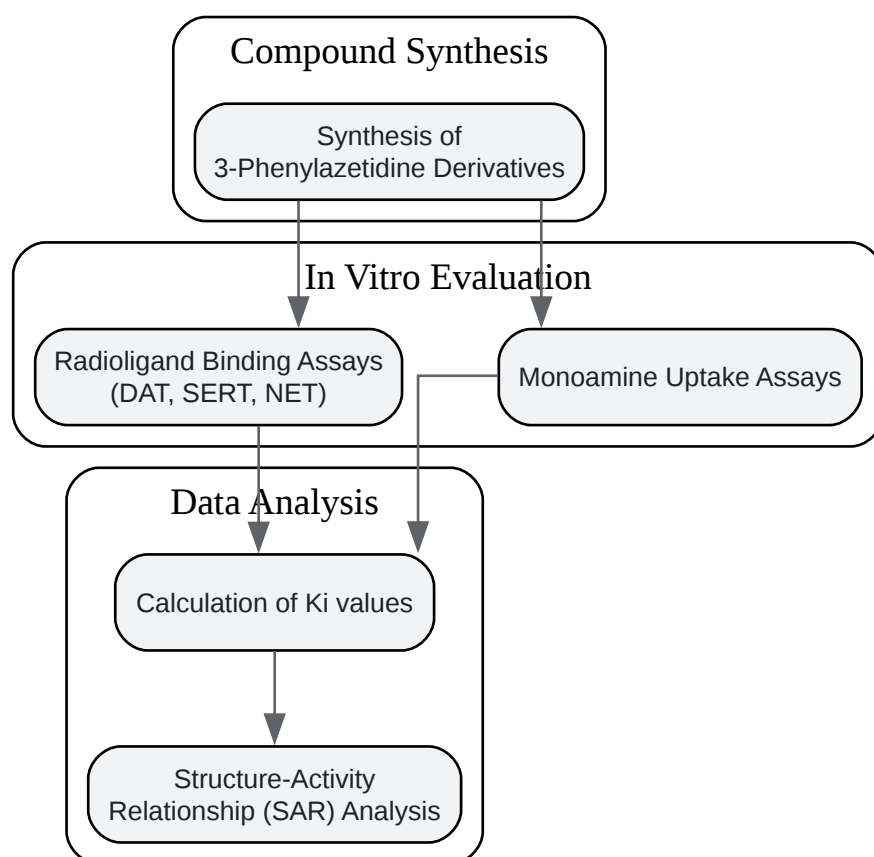 Compound Synthesis
Synthesis of
3-Phenylazetidine Derivatives
In Vitro Evaluation
Radioligand Binding Assays
(DAT, SERT, NET)
Monoamine Uptake Assays
Data Analysis
Calculation of Ki values
Structure-Activity
Relationship (SAR) Analysis